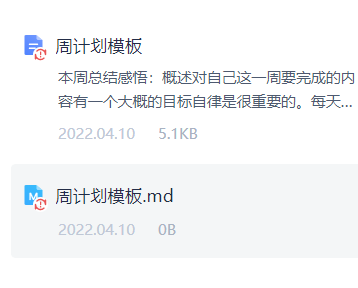 周计划模板
本周总结感悟：概述对自己这一周要完成的内
容有一个大概的目标自律是很重要的。每天...
2022.04.10 5.1KB
周计划模板.md
2022.04.10 0B